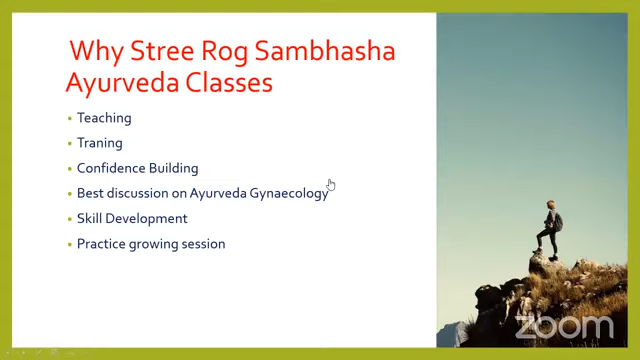 Why Stree Rog Sambhasha
Ayurveda Classes
Teaching
Traning
Confidence Building
Best discussion on Ayurveda Gynaecology
Skill Development
Practice growing session
zoom